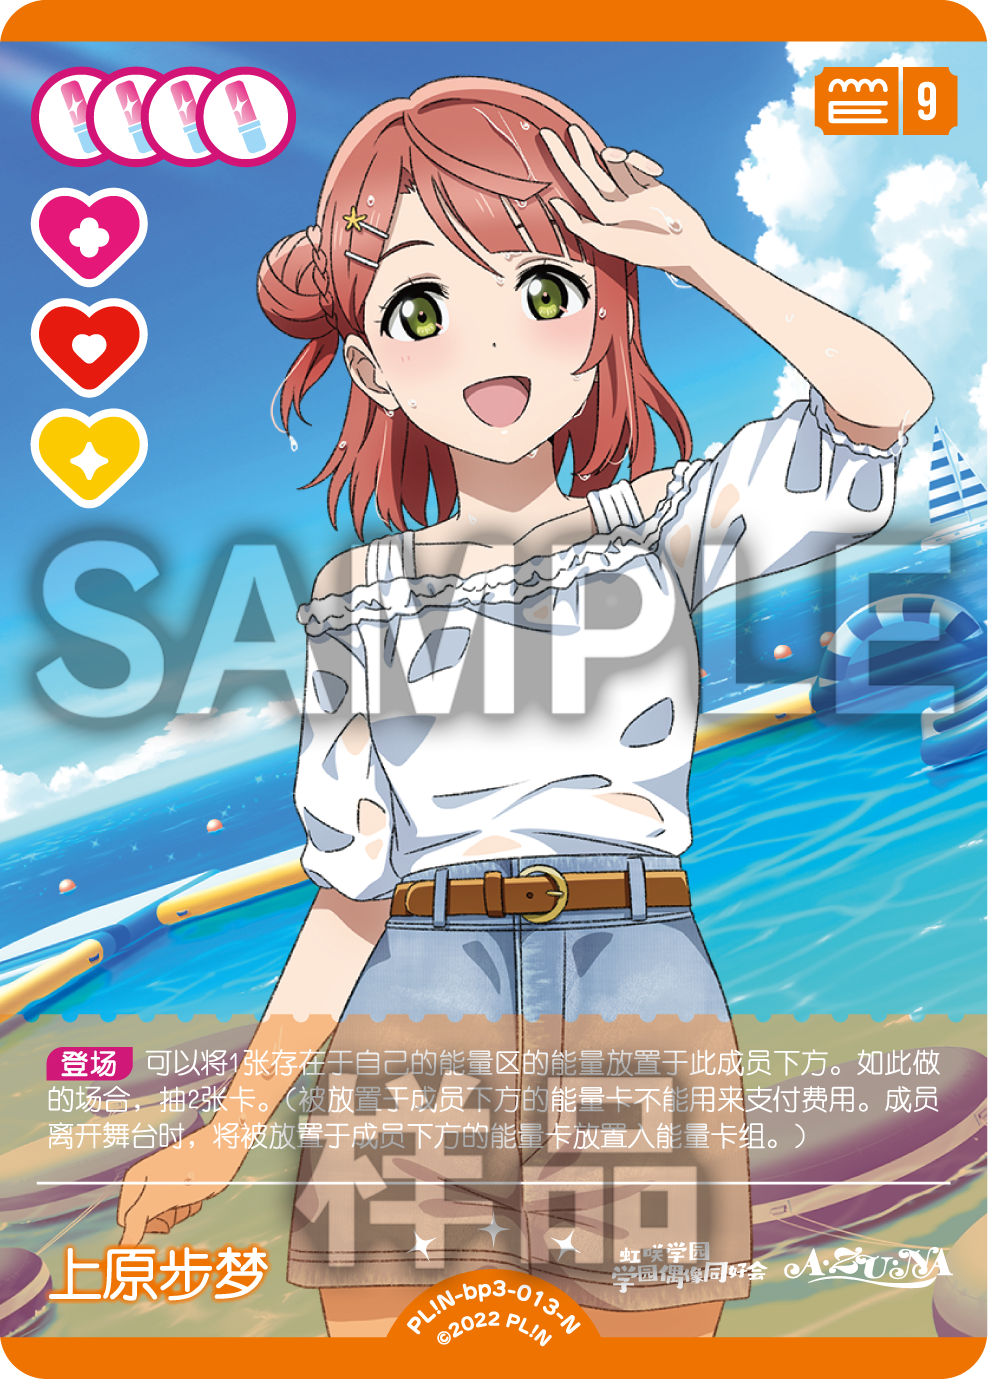 9
SAMPLE
登场 可以将1张存在于自己的能量区的能量放置于此成员下方。如此做
的场合，抽2张卡。（被放置于成员下方的能量卡不能用来支付费用。成员
离开舞台时，将被放置于成员下方的能量卡放置入能量卡组。）
样品
上原步梦
虹咲学园
学园偶像同好会
A·ZU·NA
PL!N-bp3-013-N
©2022 PL!N